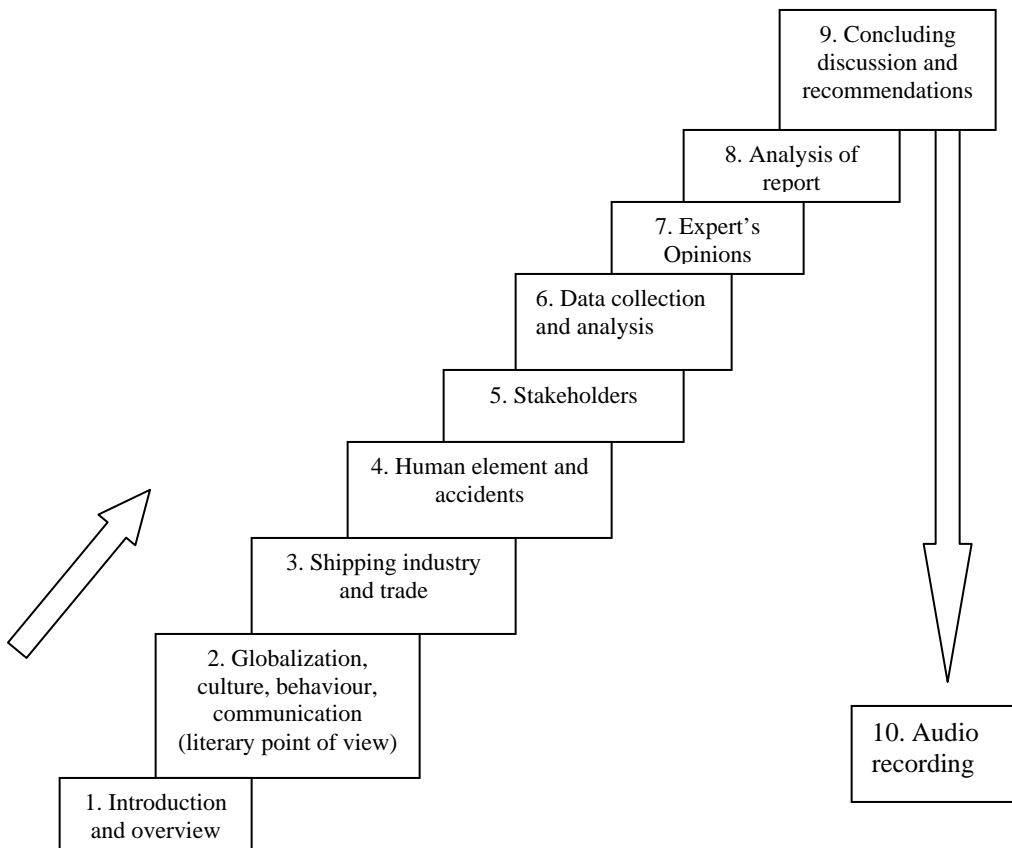 9. Concluding
discussion and
recommendations
8. Analysis of
report
7. Expert’s
Opinions
6. Data collection
and analysis
5. Stakeholders
4. Human element and
accidents
3. Shipping industry
and trade
2. Globalization,
culture, behaviour,
communication
(literary point of view)
10. Audio
recording
1. Introduction
and overview